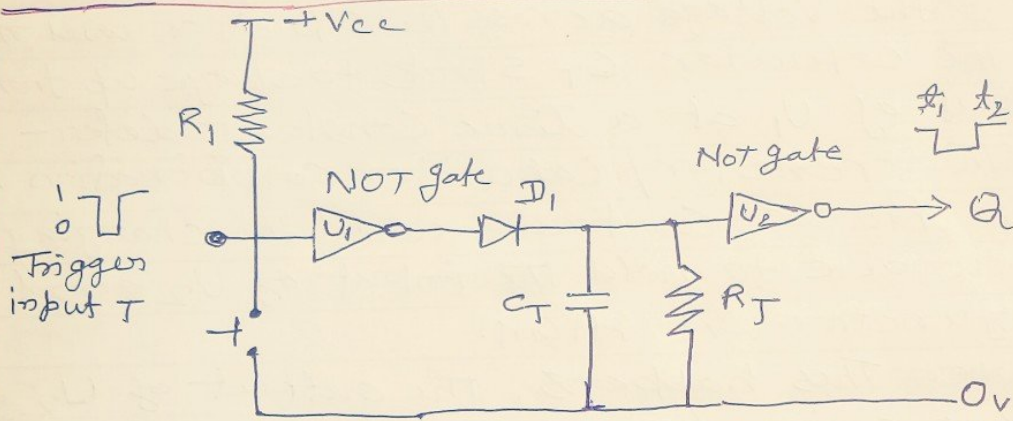 +Vcc
R1
t1 t2
NOT gate
Not gate
D1
1
0
U1
U2
Q
Trigger
input T
CT
RT
0v